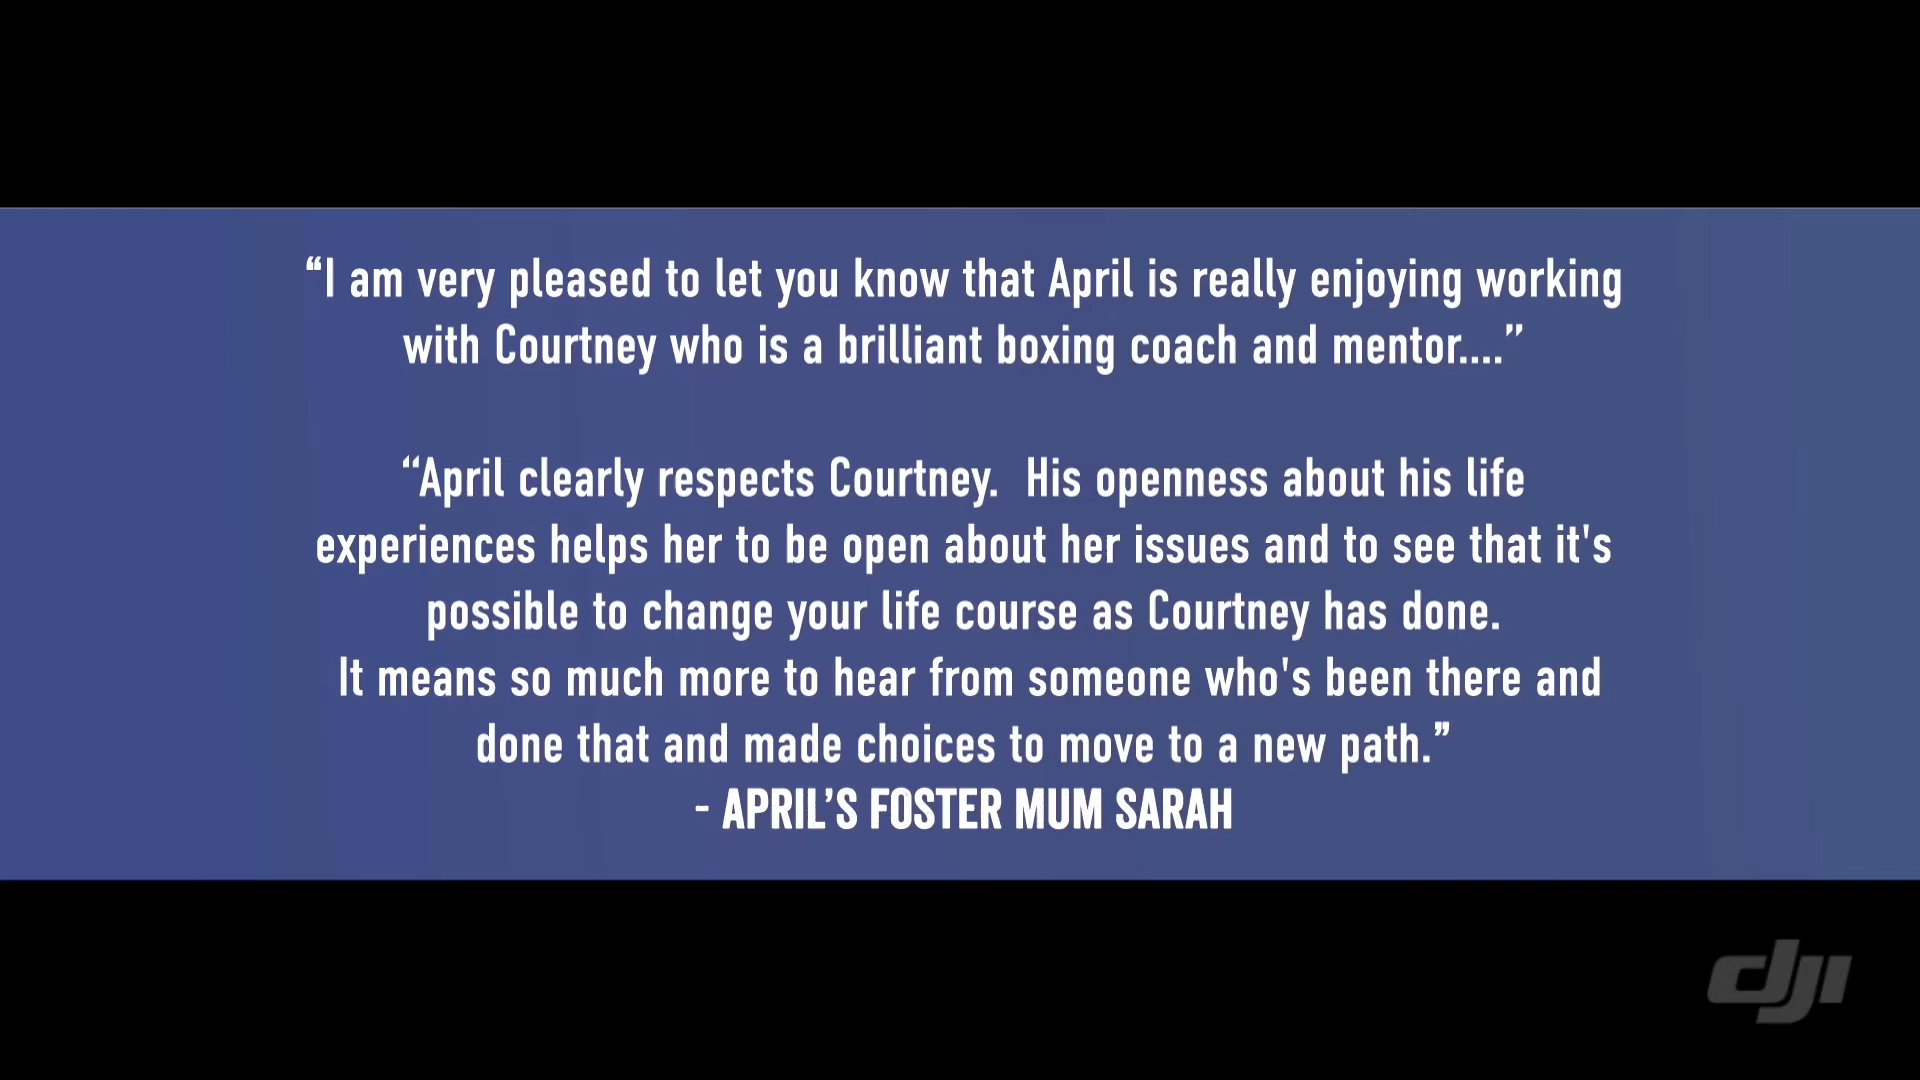 “I am very pleased to let you know that April is really enjoying working
with Courtney who is a brilliant boxing coach and mentor....”
“April clearly respects Courtney.  His openness about his life
experiences helps her to be open about her issues and to see that it's
possible to change your life course as Courtney has done.
It means so much more to hear from someone who's been there and
done that and made choices to move to a new path.”
- APRIL’S FOSTER MUM SARAH
dji